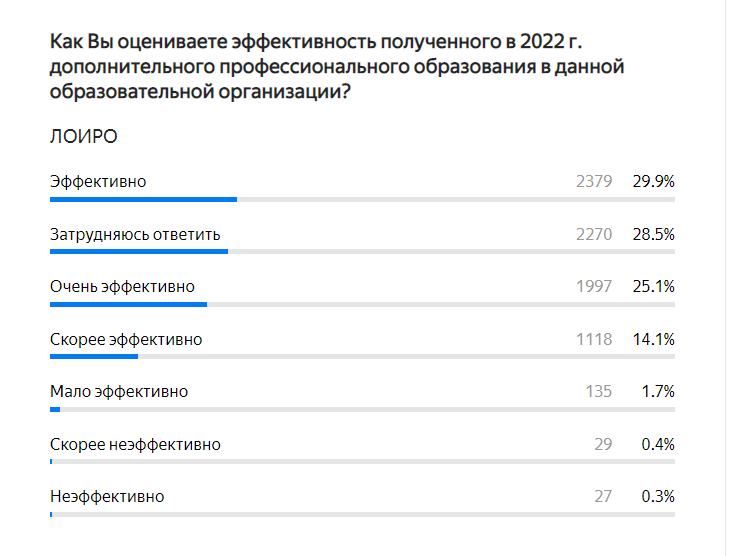 Как Вы оцениваете эффективность полученного в 2022 г.
дополнительного профессионального образования в данной
образовательной организации?
ЛОИРО
Эффективно 2379 29.9%
Затрудняюсь ответить 2270 28.5%
Очень эффективно 1997 25.1%
Скорее эффективно 1118 14.1%
Мало эффективно 135 1.7%
Скорее неэффективно 29 0.4%
Неэффективно 27 0.3%